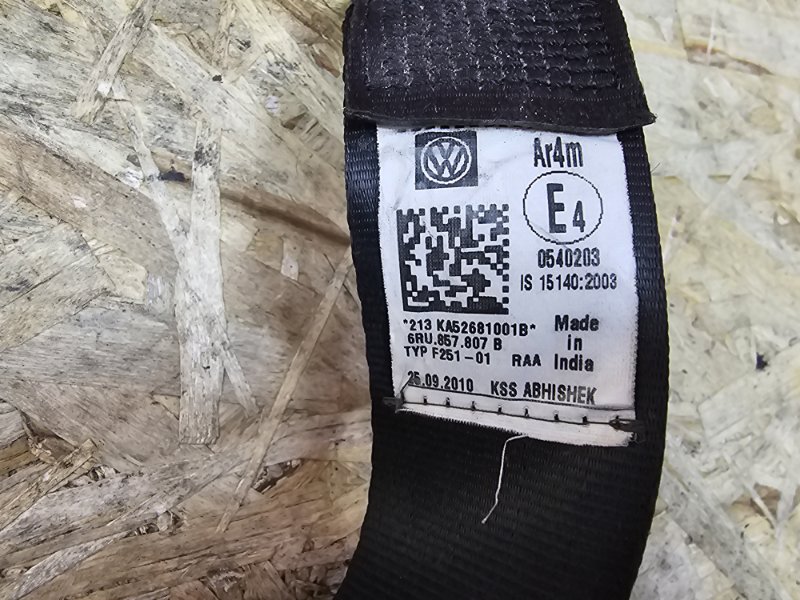 VW
Ar4m
E4
0540203
IS 15140:2003
*213 KA52681001B*
6RU.857.807 B
TYP F251-01 RAA
Made
in
India
25.09.2010 KSS ABHISHEK